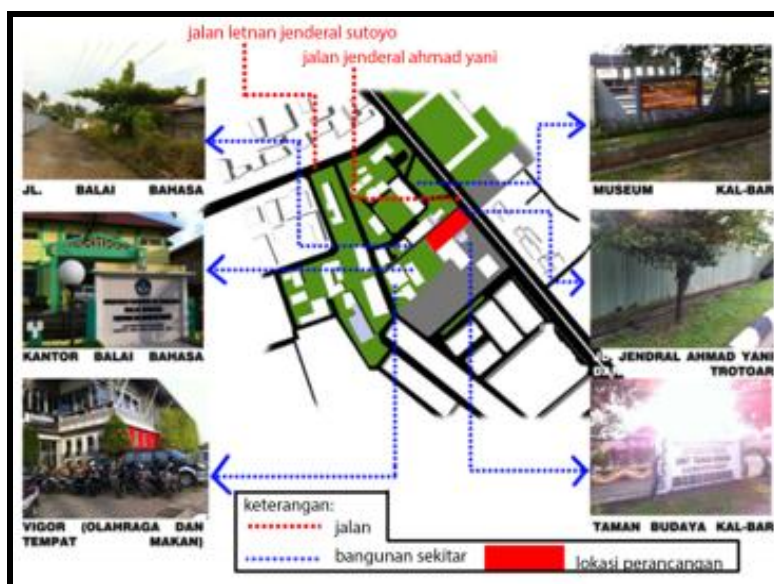 jalan letnan jenderal sutoyo
jalan jenderal ahmad yani
JL. BALAI BAHASA
MUSEUM KAL-BAR
KANTOR BALAI BAHASA
JENDRAL AHMAD YANI
TROTOAR
VIGOR (OLAHRAGA DAN
TEMPAT MAKAN)
TAMAN BUDAYA KAL-BAR
keterangan:
jalan
bangunan sekitar
lokasi perancangan